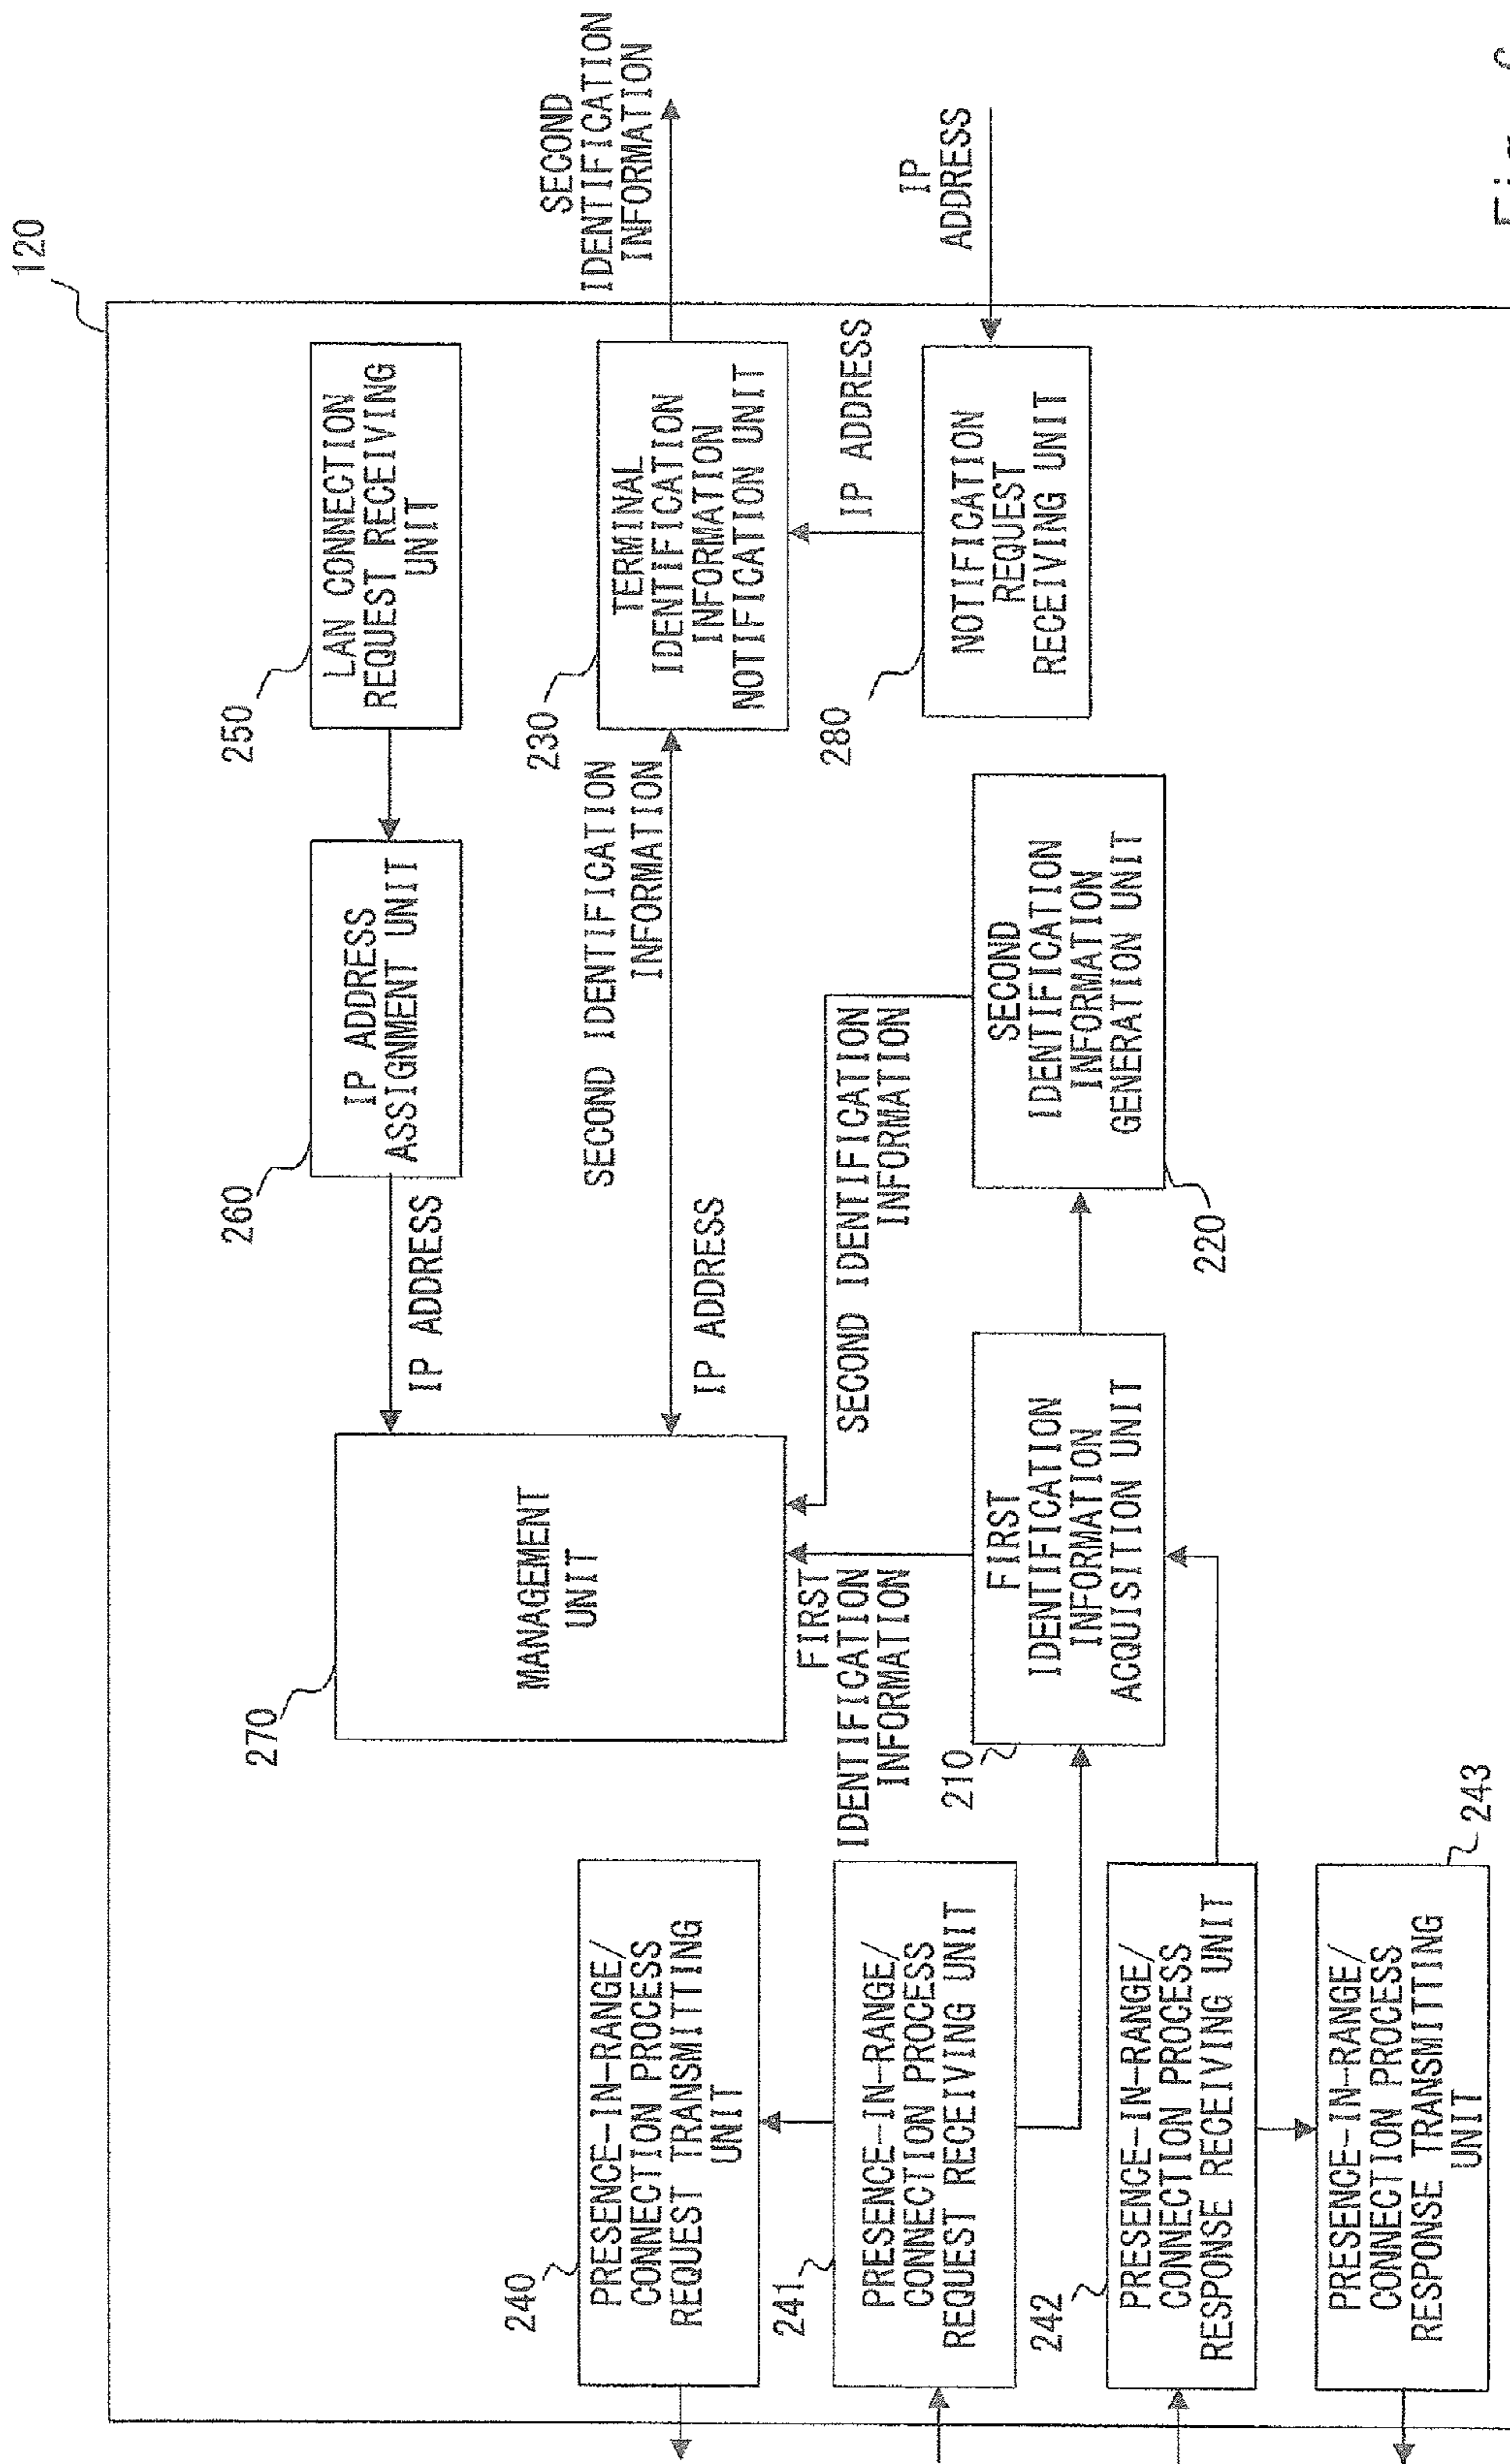 120
250
LAN CONNECTION
REQUEST RECEIVING
UNIT
260
IP ADDRESS
ASSIGNMENT UNIT
IP ADDRESS
270
MANAGEMENT
UNIT
SECOND
IDENTIFICATION
INFORMATION
230
TERMINAL
IDENTIFICATION
INFORMATION
NOTIFICATION UNIT
SECOND IDENTIFICATION
INFORMATION
IP ADDRESS
IP ADDRESS
IP
ADDRESS
280
NOTIFICATION
REQUEST
RECEIVING UNIT
SECOND IDENTIFICATION
INFORMATION
SECOND
IDENTIFICATION
INFORMATION
GENERATION UNIT
220
FIRST
IDENTIFICATION
INFORMATION
210
FIRST
IDENTIFICATION
INFORMATION
ACQUISITION UNIT
240
PRESENCE-IN-RANGE/
CONNECTION PROCESS
REQUEST TRANSMITTING
UNIT
241
PRESENCE-IN-RANGE/
CONNECTION PROCESS
REQUEST RECEIVING UNIT
242
PRESENCE-IN-RANGE/
CONNECTION PROCESS
RESPONSE RECEIVING UNIT
243
PRESENCE-IN-RANGE/
CONNECTION PROCESS
RESPONSE TRANSMITTING
UNIT